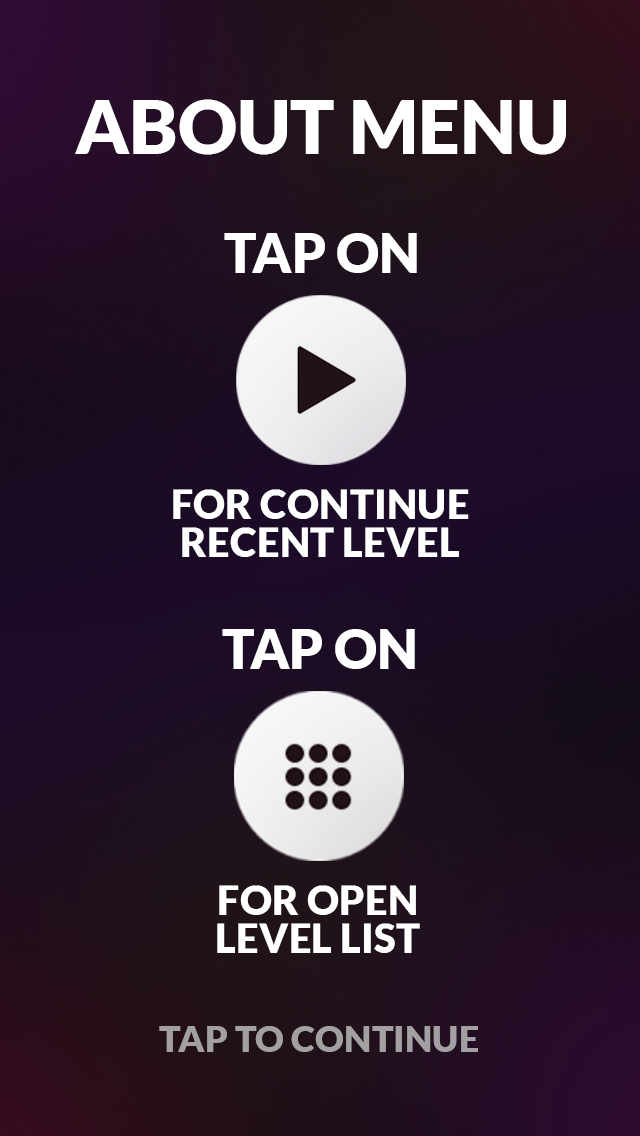 ABOUT MENU
TAP ON
FOR CONTINUE
RECENT LEVEL
TAP ON
FOR OPEN
LEVEL LIST
TAP TO CONTINUE